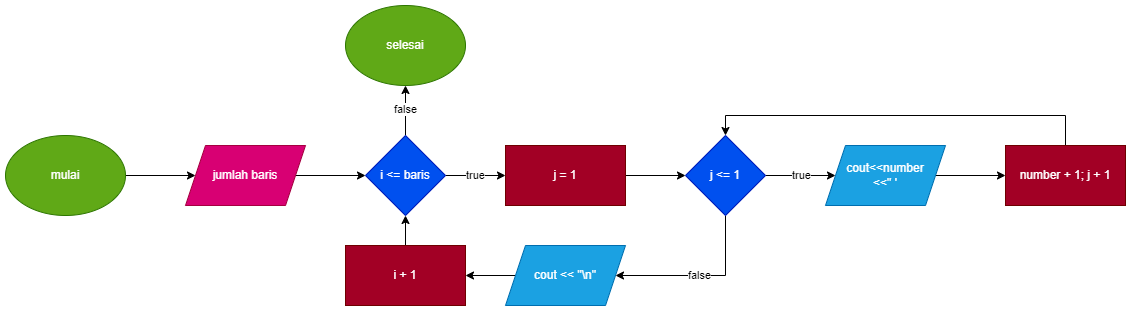 selesai
false
mulai
jumlah baris
i <= baris
true
j = 1
j <= 1
true
cout<<number
<<" '
number + 1; j + 1
i + 1
cout << "\n"
false